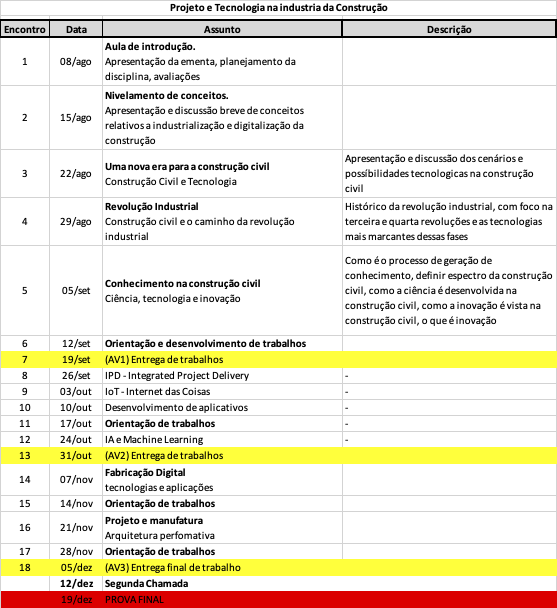 Projeto e Tecnologia na industria da Construção
Encontro Data Assunto Descrição
1 08/ago Aula de introdução.
Apresentação da ementa, planejamento da
disciplina, avaliações
2 15/ago Nivelamento de conceitos.
Apresentação e discussão breve de conceitos
relativos a industrialização e digitalização da
construção
3 22/ago Uma nova era para a construção civil
Construção Civil e Tecnologia
Apresentação e discussão dos cenários e
possíbilidades tecnologicas na construção
civil
4 29/ago Revolução Industrial
Construção civil e o caminho da revolução
industrial
Histórico da revolução industrial, com foco na
terceira e quarta revoluções e as tecnologias
mais marcantes dessas fases
5 05/set Conhecimento na construção civil
Ciência, tecnologia e inovação
Como é o processo de geração de
conhecimento, definir espectro da construção
civil, como a ciência é desenvolvida na
construção civil, como a inovação é vista na
construção civil, o que é inovação
6 12/set Orientação e desenvolvimento de trabalhos
7 19/set (AV1) Entrega de trabalhos
8 26/set IPD - Integrated Project Delivery -
9 03/out IoT - Internet das Coisas -
10 10/out Desenvolvimento de aplicativos -
11 17/out Orientação de trabalhos -
12 24/out IA e Machine Learning -
13 31/out (AV2) Entrega de trabalhos
14 07/nov Fabricação Digital
tecnologias e aplicações
15 14/nov Orientação de trabalhos
16 21/nov Projeto e manufatura
Arquitetura perfomativa
17 28/nov Orientação de trabalhos
18 05/dez (AV3) Entrega final de trabalho
12/dez Segunda Chamada
19/dez PROVA FINAL